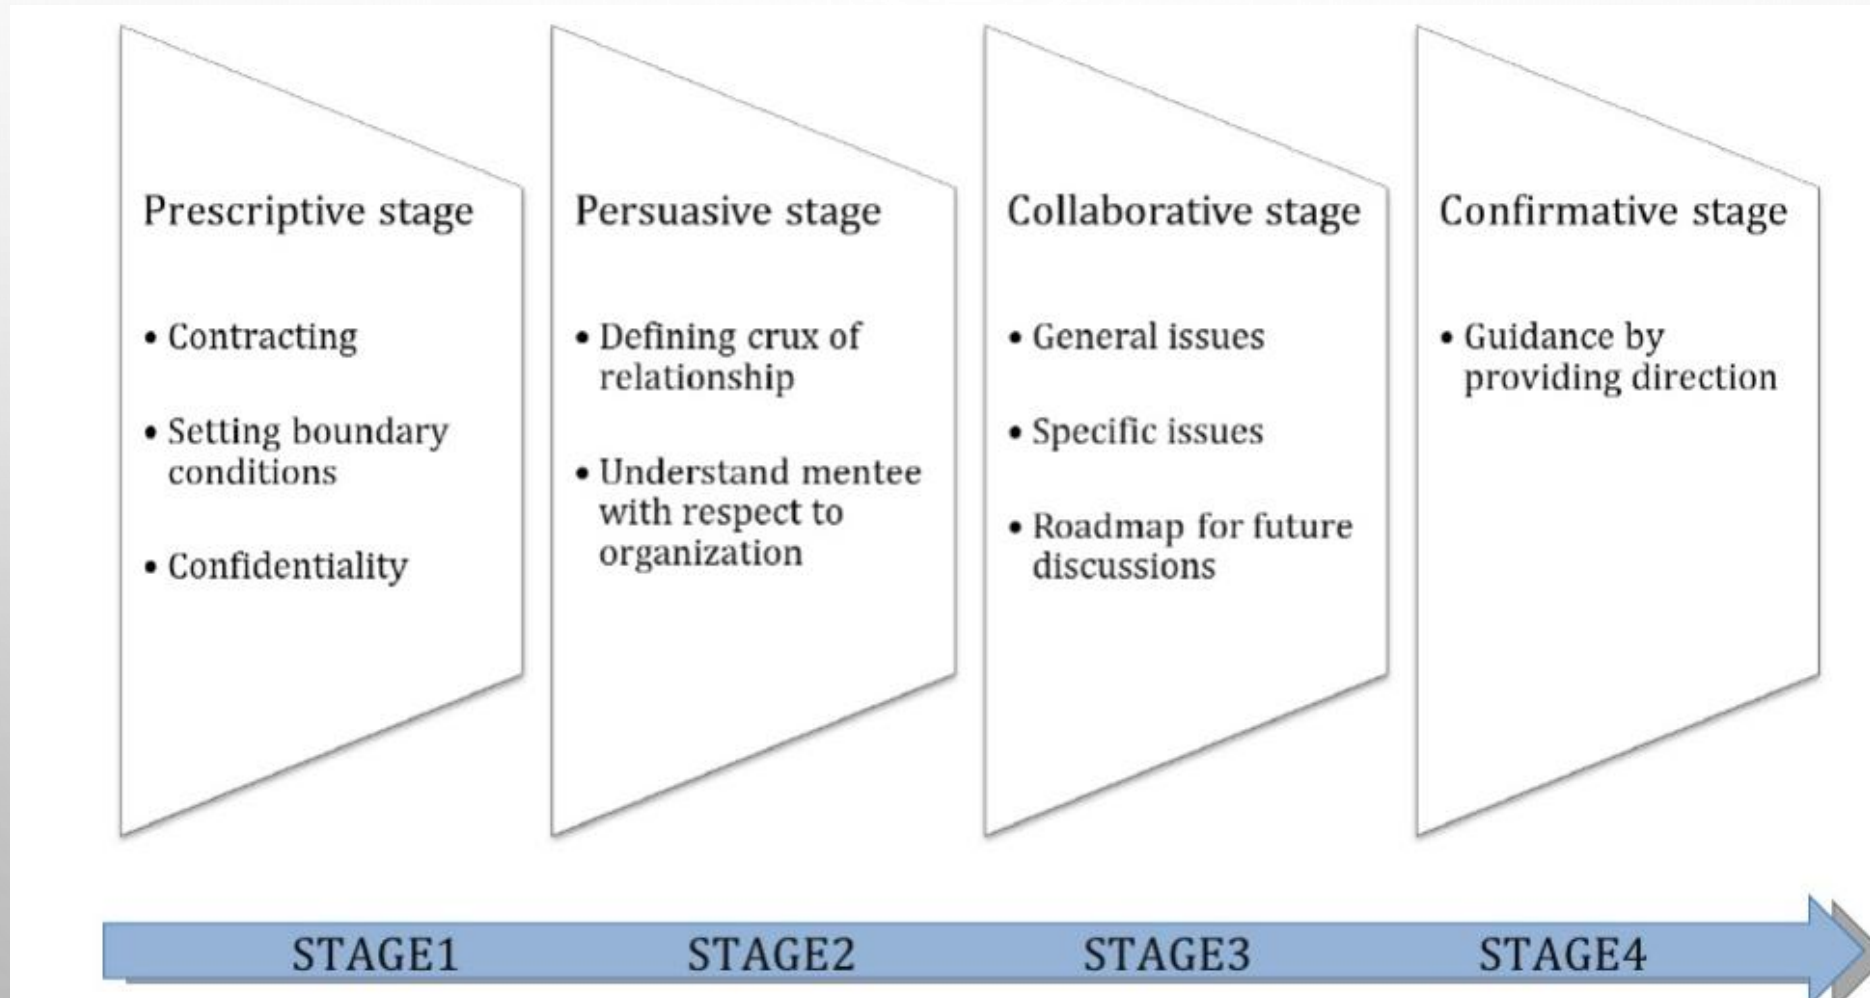 Prescriptive stage
• Contracting
• Setting boundary
conditions
• Confidentiality
Persuasive stage
• Defining crux of
relationship
• Understand mentee
with respect to
organization
Collaborative stage
• General issues
• Specific issues
• Roadmap for future
discussions
Confirmative stage
• Guidance by
providing direction
STAGE1
STAGE2
STAGE3
STAGE4